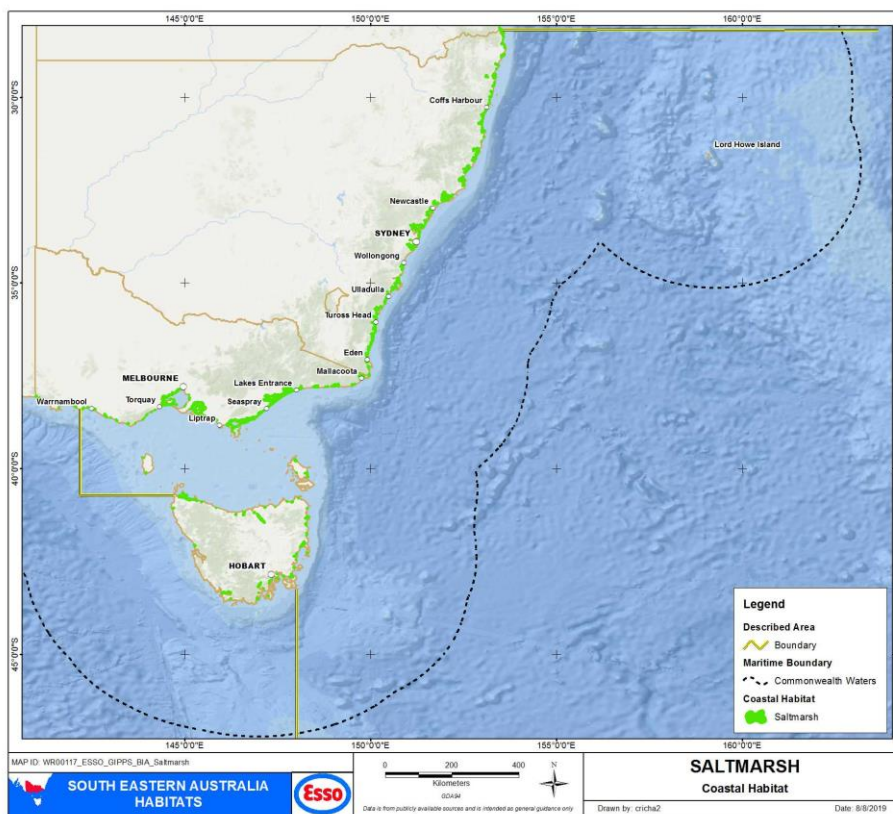 145°0'0"E 150°0'0"E 155°0'0"E 160°0'0"E
30°0'0"S
35°0'0"S
40°0'0"S
45°0'0"S
Coffs Harbour
Lord Howe Island
Newcastle
SYDNEY
Wollongong
Ulladulla
Tuross Head
Eden
Mallacoota
MELBOURNE
Lakes Entrance
Torquay
Seaspray
Warrnambool
Liptrap
HOBART
Legend
Described Area
Boundary
Maritime Boundary
Commonwealth Waters
Coastal Habitat
Saltmarsh
145°0'0"E 150°0'0"E 155°0'0"E 160°0'0"E
MAP ID: WR00117_ESSO_GIPPS_BIA_Saltmarsh
SOUTH EASTERN AUSTRALIA
HABITATS
Esso
0 200 400
Kilometers
GDA94
N
Data is from publicly available sources and is intended as general guidance only
SALTMARSH
Coastal Habitat
Drawn by: cricha2 Date: 8/8/2019